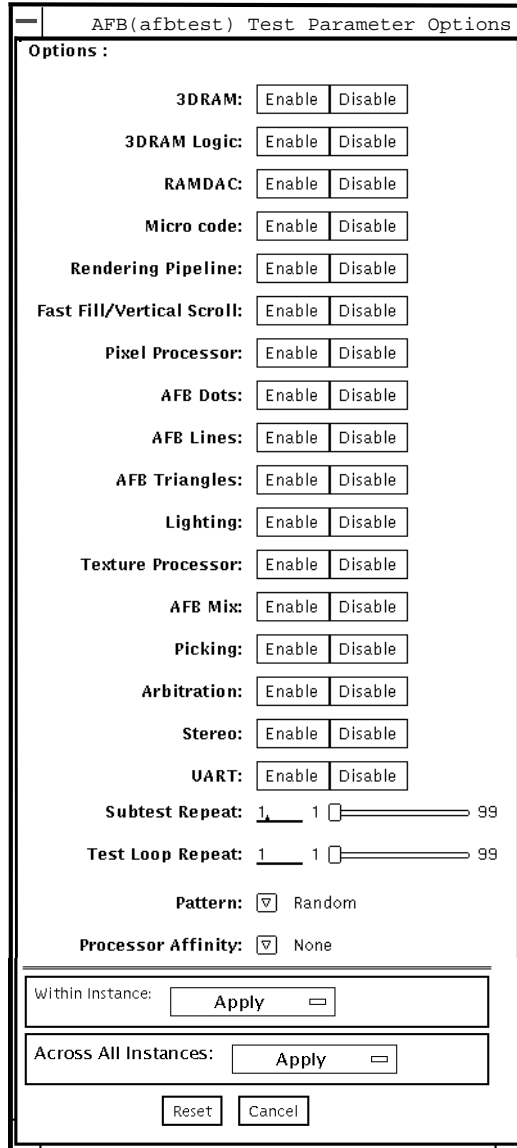 AFB(afbtest) Test Parameter Options
Options :
3DRAM: Enable Disable
3DRAM Logic: Enable Disable
RAMDAC: Enable Disable
Micro code: Enable Disable
Rendering Pipeline: Enable Disable
Fast Fill/Vertical Scroll: Enable Disable
Pixel Processor: Enable Disable
AFB Dots: Enable Disable
AFB Lines: Enable Disable
AFB Triangles: Enable Disable
Lighting: Enable Disable
Texture Processor: Enable Disable
AFB Mix: Enable Disable
Picking: Enable Disable
Arbitration: Enable Disable
Stereo: Enable Disable
UART: Enable Disable
Subtest Repeat: 1 1 99
Test Loop Repeat: 1 1 99
Pattern: Random
Processor Affinity: None
Within Instance: Apply
Across All Instances: Apply
Reset Cancel